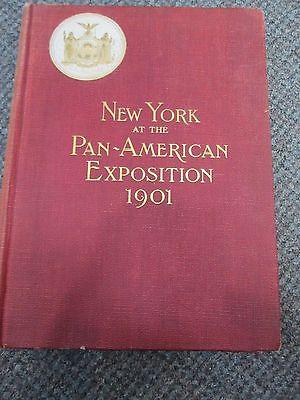 NEW YORK
AT THE
PAN-AMERICAN
EXPOSITION
1901